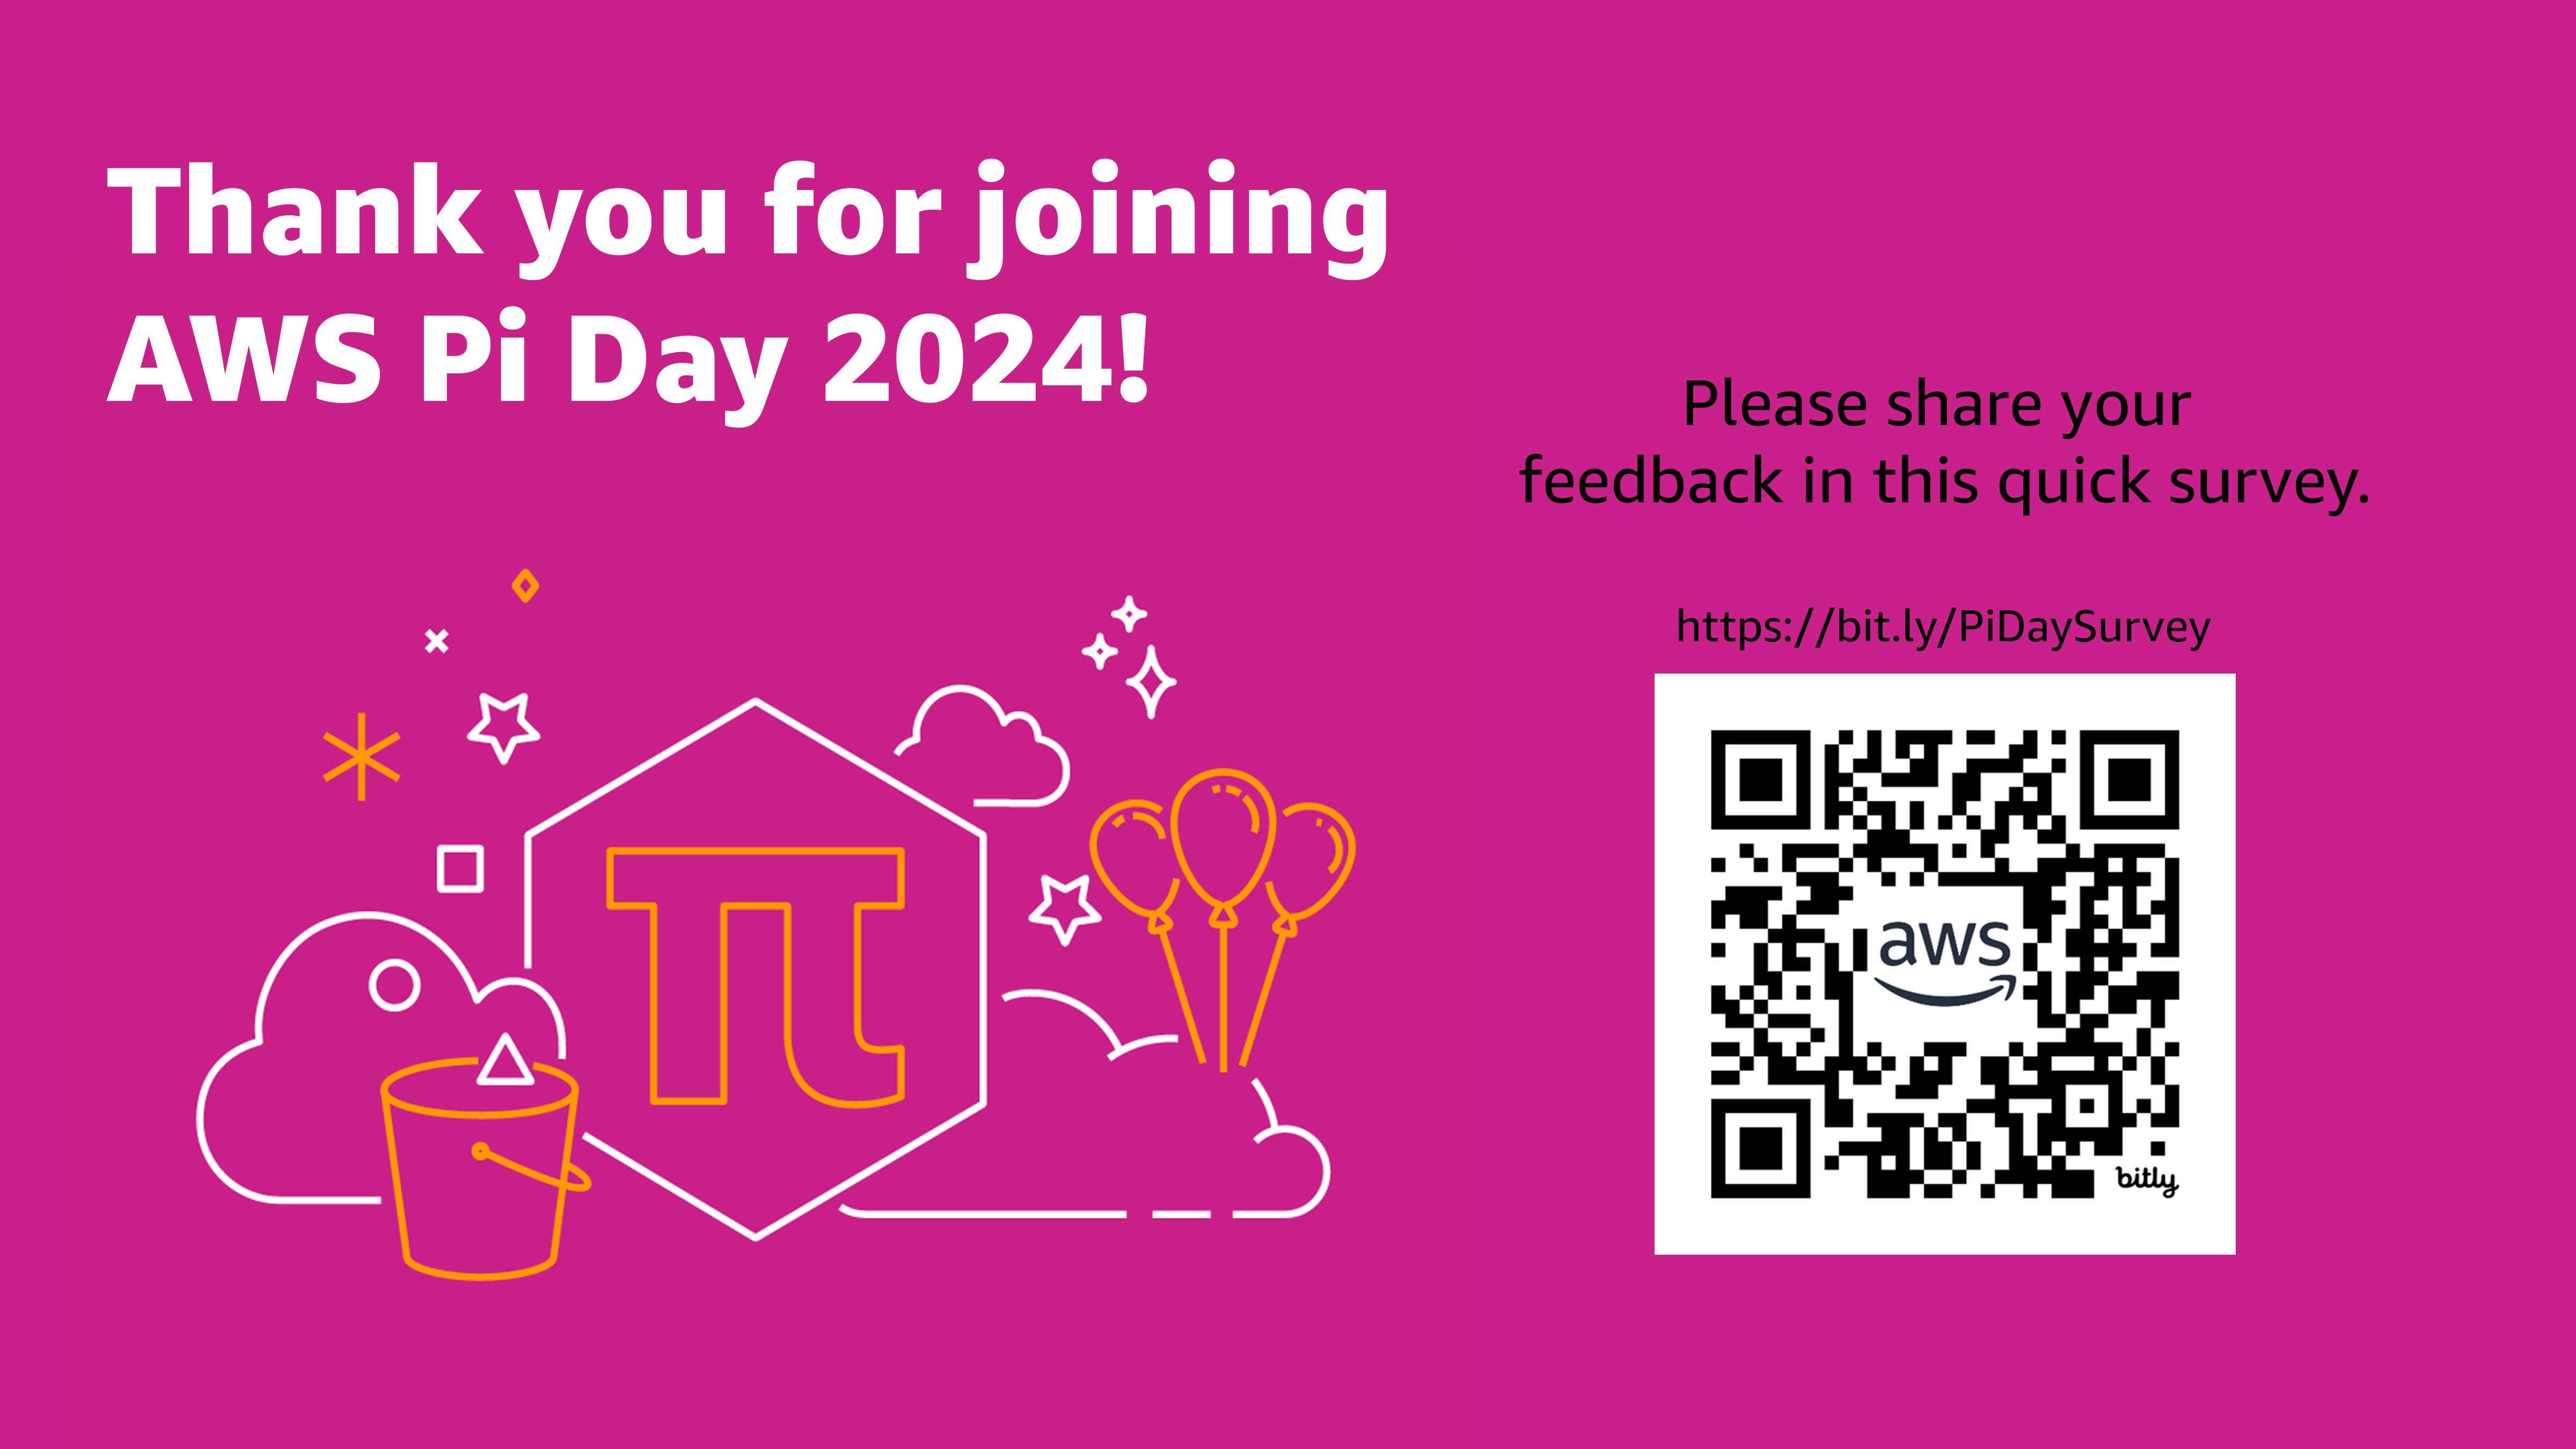 Thank you for joining
AWS Pi Day 2024!
Please share your
feedback in this quick survey.
https://bit.ly/PiDaySurvey
π
aws
bitly